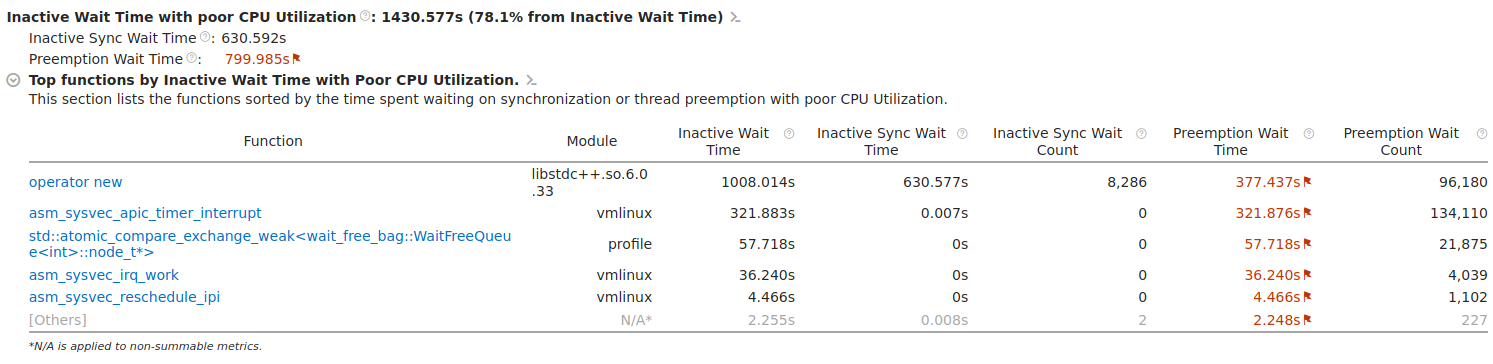 Inactive Wait Time with poor CPU Utilization ?: 1430.577s (78.1% from Inactive Wait Time)
Inactive Sync Wait Time ?: 630.592s
Preemption Wait Time ?: 799.985s
Top functions by Inactive Wait Time with Poor CPU Utilization.
This section lists the functions sorted by the time spent waiting on synchronization or thread preemption with poor CPU Utilization.
Function Module Inactive Wait ? Inactive Sync Wait ? Inactive Sync Wait ? Preemption Wait ? Preemption Wait ?
Time Time Count Time Count
operator new libstdc++.so.6.0 1008.014s 630.577s 8,286 377.437s 96,180
.33
asm_sysvec_apic_timer_interrupt vmlinux 321.883s 0.007s 0 321.876s 134,110
std::atomic_compare_exchange_weak<wait_free_bag::WaitFreeQueu profile 57.718s 0s 0 57.718s 21,875
e<int>::node_t*>
asm_sysvec_irq_work vmlinux 36.240s 0s 0 36.240s 4,039
asm_sysvec_reschedule_ipi vmlinux 4.466s 0s 0 4.466s 1,102
[Others] N/A* 2.255s 0.008s 2 2.248s 227
*N/A is applied to non-summable metrics.